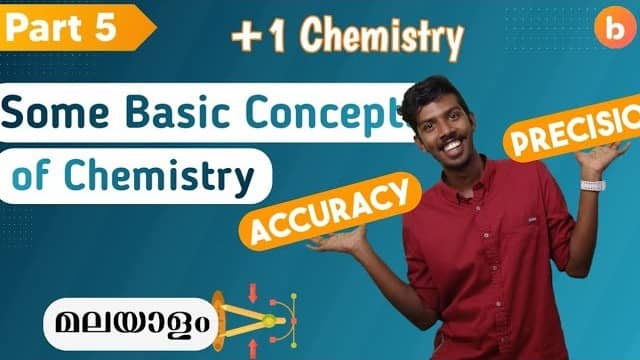 Part 5
+1 Chemistry
b
Some Basic Concept
of Chemistry
PRECISIO
ACCURACY
മലയാളം